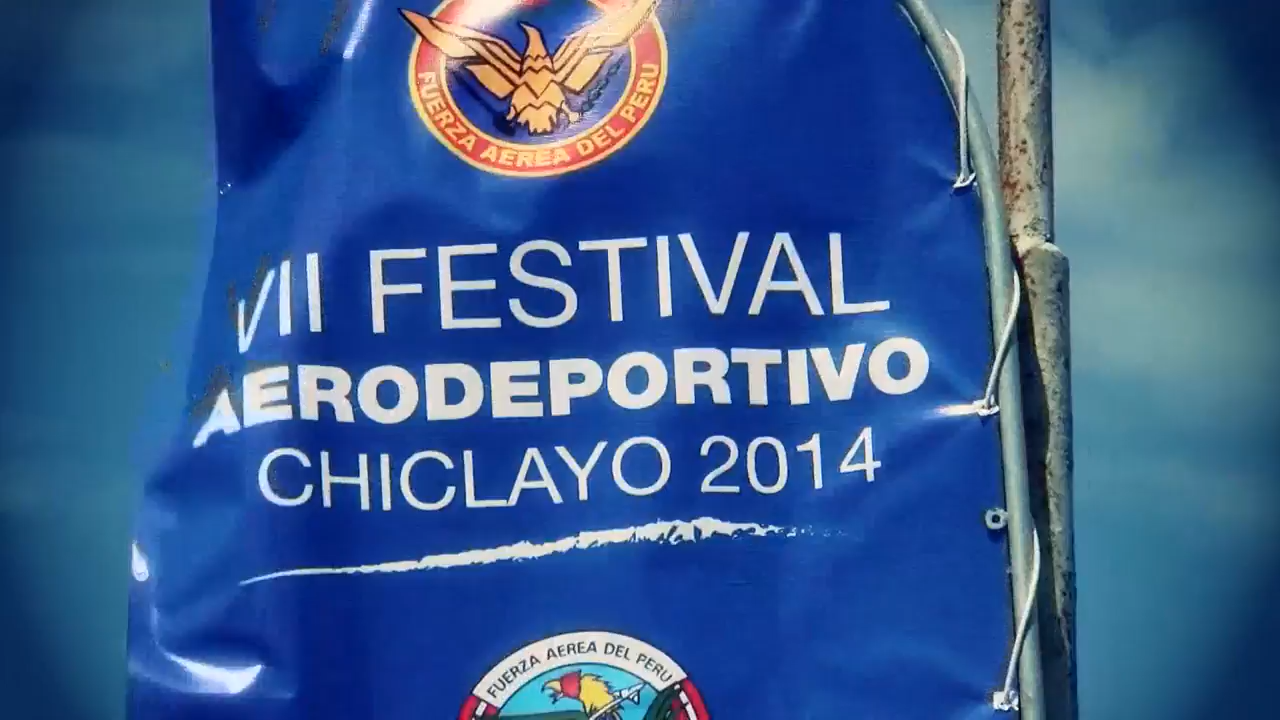 FUERZA AEREA DEL PERU
VII FESTIVAL
AERODEPORTIVO
CHICLAYO 2014
FUERZA AEREA DEL PERU